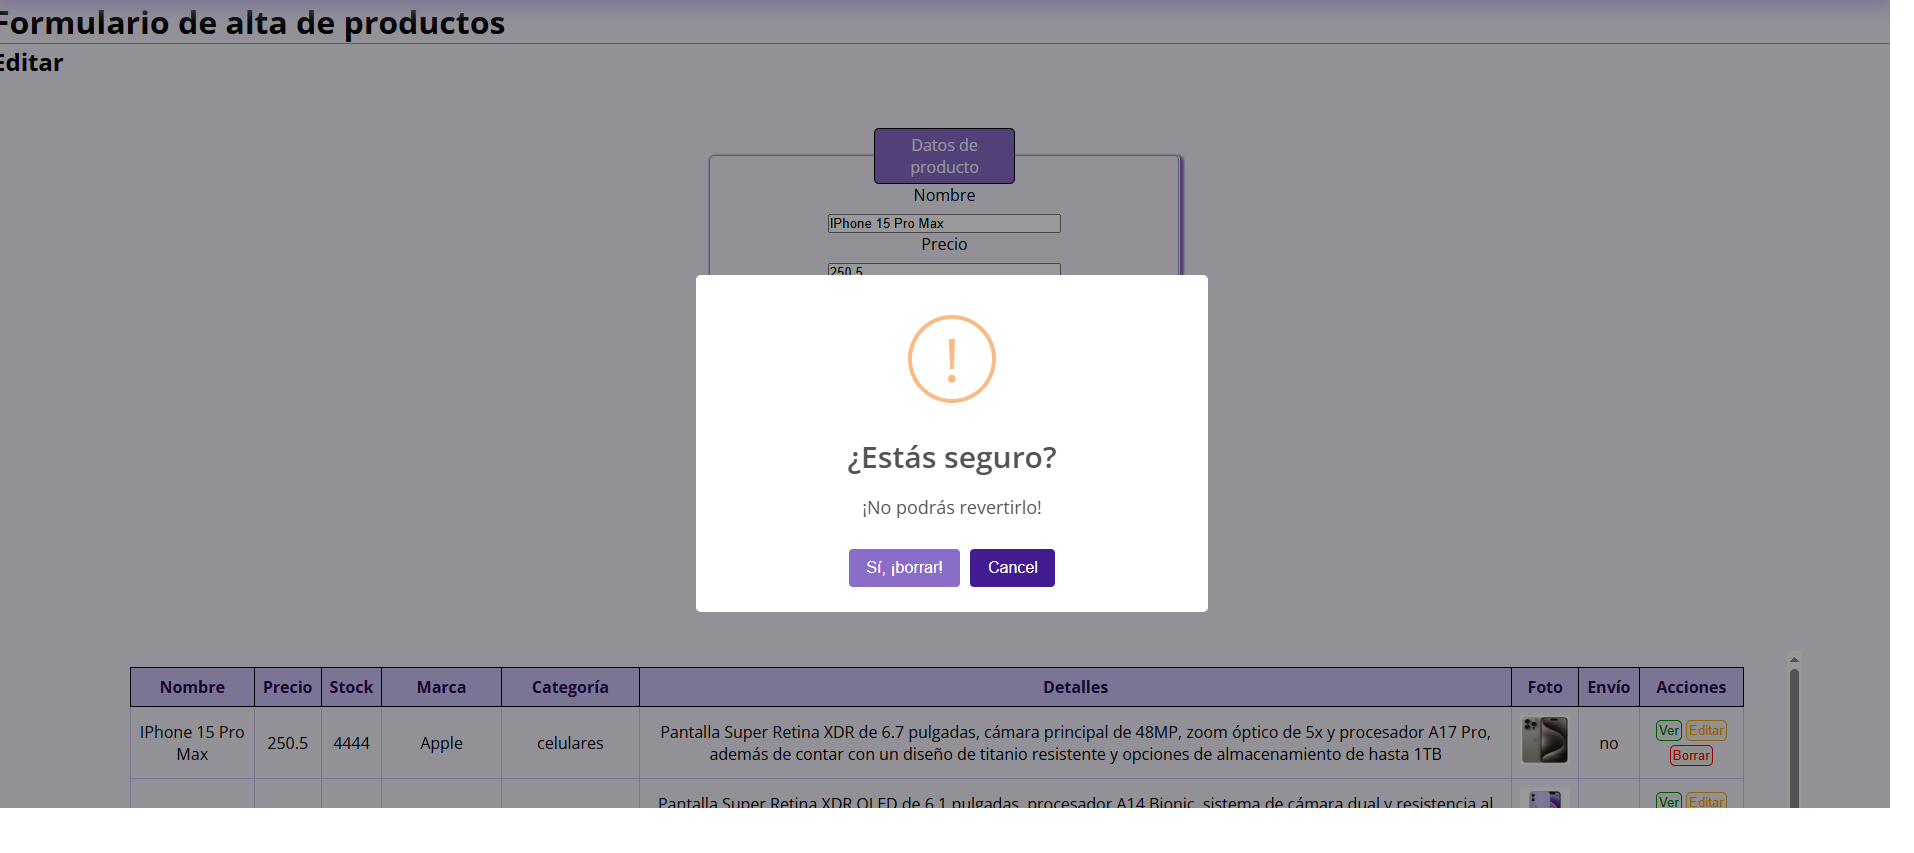 Formulario de alta de productos
Editar
Datos de
producto
Nombre
IPhone 15 Pro Max
Precio
250.5
!
¿Estás seguro?
¡No podrás revertirlo!
Sí, ¡borrar! Cancel
Nombre Precio Stock Marca Categoría Detalles Foto Envío Acciones
IPhone 15 Pro
Max
250.5 4444 Apple celulares
Pantalla Super Retina XDR de 6.7 pulgadas, cámara principal de 48MP, zoom óptico de 5x y procesador A17 Pro,
además de contar con un diseño de titanio resistente y opciones de almacenamiento de hasta 1TB
no
Ver Editar
Borrar
Pantalla Super Retina XDR OLED de 6.1 pulgadas, procesador A14 Bionic, sistema de cámara dual y resistencia al
Ver Editar